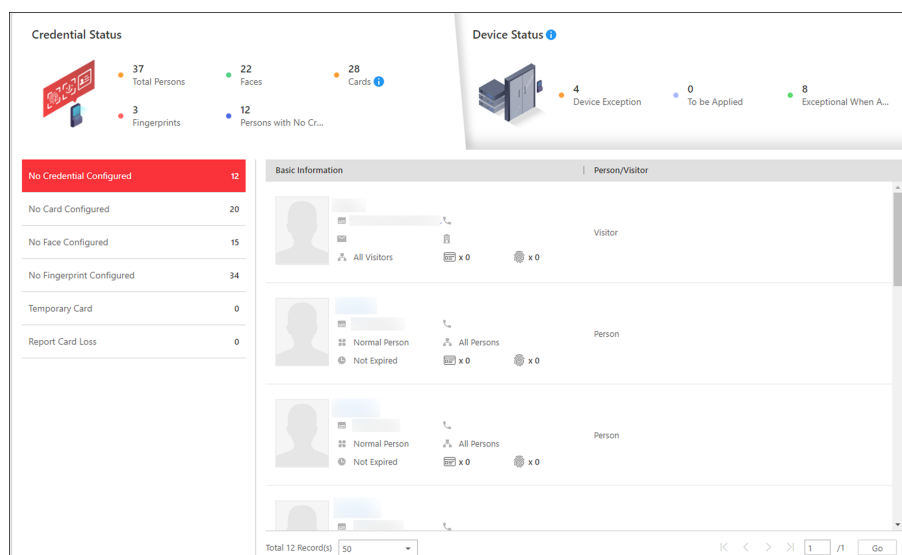 Credential Status
37
Total Persons
22
Faces
28
Cards
3
Fingerprints
12
Persons with No Cr...
Device Status
4
Device Exception
0
To be Applied
8
Exceptional When A...
No Credential Configured 12
No Card Configured 20
No Face Configured 15
No Fingerprint Configured 34
Temporary Card 0
Report Card Loss 0
Basic Information Person/Visitor
All Visitors x 0 x 0
Visitor
Normal Person All Persons
Not Expired x 0 x 0
Person
Normal Person All Persons
Not Expired x 0 x 0
Person
Total 12 Record(s) 50 1 /1 Go